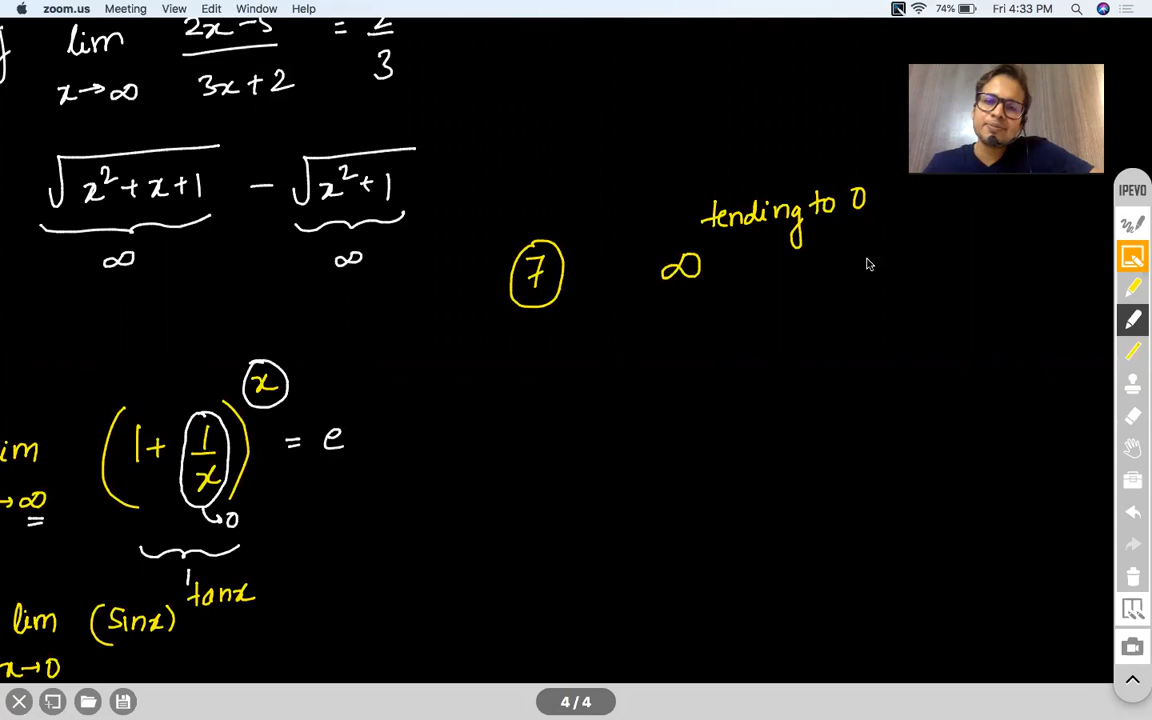 zoom.us Meeting View Edit Window Help 74% Fri 4:33 PM
lim 2x-5 / 3x+2 = 2/3
x→∞
IPEVO
√x²+x+1 - √x²+1
∞ ∞
tending to 0
7 ∞
(1 + 1/x)^x = e
→∞
0
1
lim (sinx)^tanx
x→0
4/4